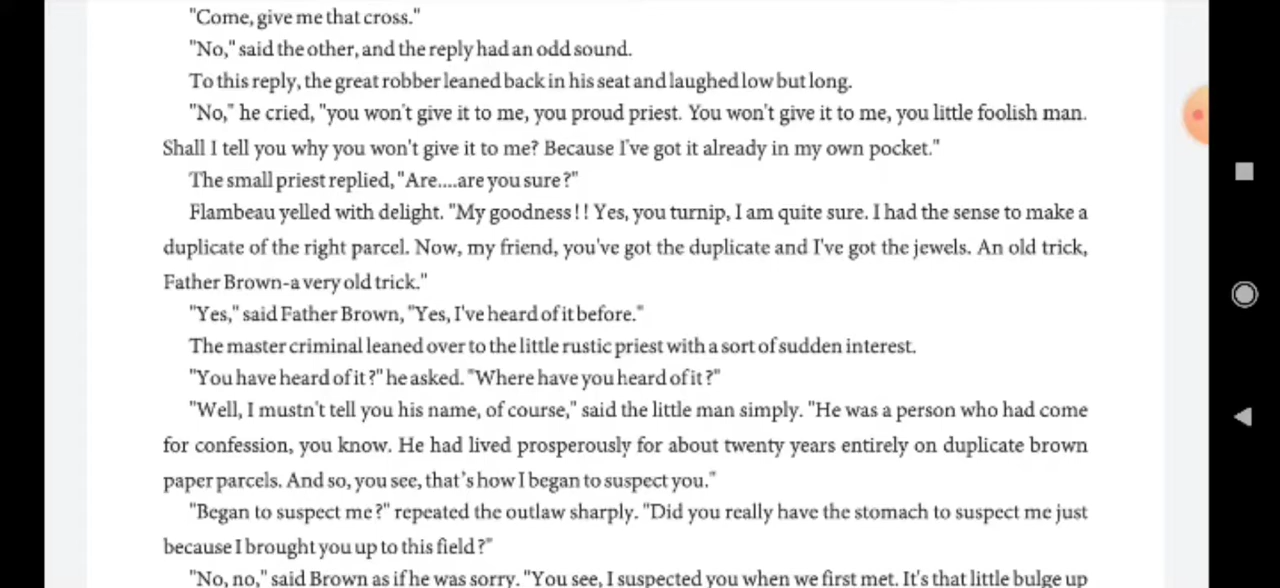 "Come, give me that cross."
"No," said the other, and the reply had an odd sound.
To this reply, the great robber leaned back in his seat and laughed low but long.
"No," he cried, "you won't give it to me, you proud priest. You won't give it to me, you little foolish man.
Shall I tell you why you won't give it to me? Because I've got it already in my own pocket."
The small priest replied, "Are....are you sure?"
Flambeau yelled with delight. "My goodness!! Yes, you turnip, I am quite sure. I had the sense to make a
duplicate of the right parcel. Now, my friend, you've got the duplicate and I've got the jewels. An old trick,
Father Brown-a very old trick."
"Yes," said Father Brown, "Yes, I've heard of it before."
The master criminal leaned over to the little rustic priest with a sort of sudden interest.
"You have heard of it?" he asked. "Where have you heard of it?"
"Well, I mustn't tell you his name, of course," said the little man simply. "He was a person who had come
for confession, you know. He had lived prosperously for about twenty years entirely on duplicate brown
paper parcels. And so, you see, that's how I began to suspect you."
"Began to suspect me?" repeated the outlaw sharply. "Did you really have the stomach to suspect me just
because I brought you up to this field?"
"No, no," said Brown as if he was sorry. "You see, I suspected you when we first met. It's that little bulge up